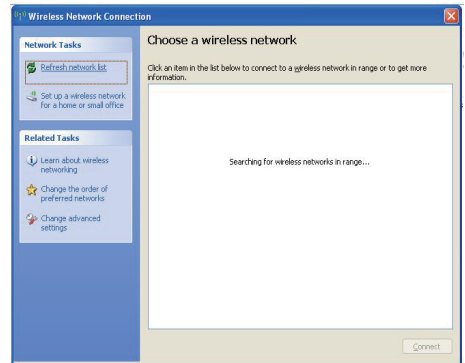 Wireless Network Connection
Network Tasks
Refresh network list
Set up a wireless network
for a home or small office
Related Tasks
Learn about wireless
networking
Change the order of
preferred networks
Change advanced
settings
Choose a wireless network
Click an item in the list below to connect to a wireless network in range or to get more
information.
Searching for wireless networks in range...
Connect